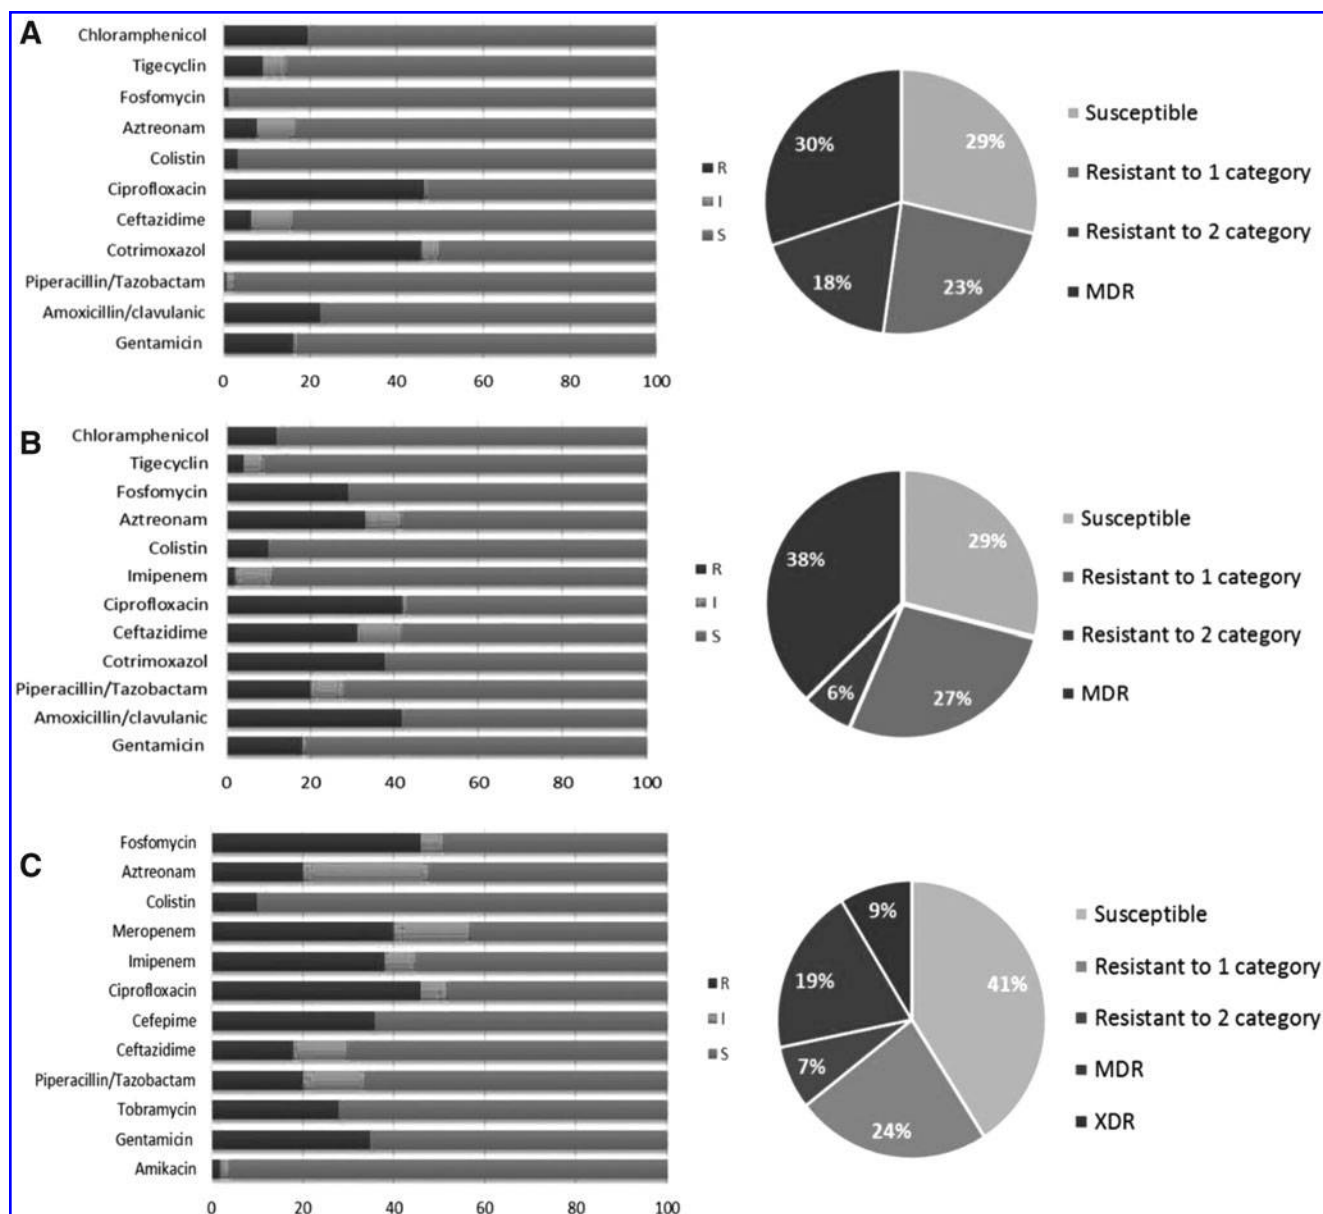 A
Chloramphenicol
Tigecyclin
Fosfomycin
Aztreonam
Colistin
Ciprofloxacin
Ceftazidime
Cotrimoxazol
Piperacillin/Tazobactam
Amoxicillin/clavulanic
Gentamicin
0 20 40 60 80 100
R
I
S
30%
29%
18%
23%
Susceptible
Resistant to 1 category
Resistant to 2 category
MDR
B
Chloramphenicol
Tigecyclin
Fosfomycin
Aztreonam
Colistin
Imipenem
Ciprofloxacin
Ceftazidime
Cotrimoxazol
Piperacillin/Tazobactam
Amoxicillin/clavulanic
Gentamicin
0 20 40 60 80 100
R
I
S
38%
29%
6%
27%
Susceptible
Resistant to 1 category
Resistant to 2 category
MDR
C
Fosfomycin
Aztreonam
Colistin
Meropenem
Imipenem
Ciprofloxacin
Cefepime
Ceftazidime
Piperacillin/Tazobactam
Tobramycin
Gentamicin
Amikacin
0 20 40 60 80 100
R
I
S
9%
19%
41%
7%
24%
Susceptible
Resistant to 1 category
Resistant to 2 category
MDR
XDR